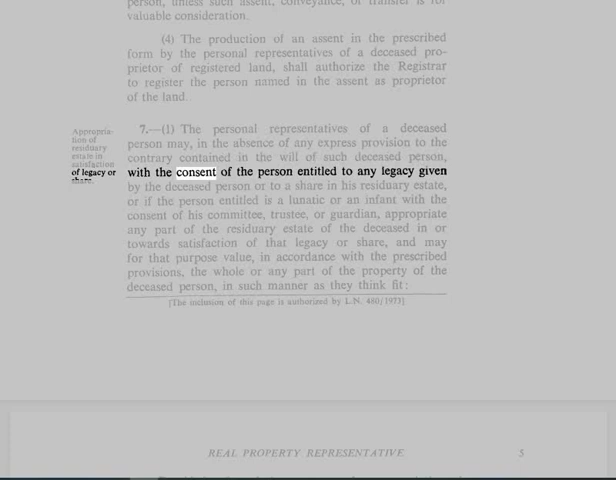 person, unless such assent, conveyance, or transfer is for
valuable consideration.
(4) The production of an assent in the prescribed
form by the personal representatives of a deceased pro-
prietor of registered land, shall authorize the Registrar
to register the person named in the assent as proprietor
of the land.
Appropria-
tion of
residuary
estate in
satisfaction
of legacy or
share.
7.—(1) The personal representatives of a deceased
person may, in the absence of any express provision to the
contrary contained in the will of such deceased person,
with the consent of the person entitled to any legacy given
by the deceased person or to a share in his residuary estate,
or if the person entitled is a lunatic or an infant with the
consent of his committee, trustee, or guardian, appropriate
any part of the residuary estate of the deceased in or
towards satisfaction of that legacy or share, and may
for that purpose value, in accordance with the prescribed
provisions, the whole or any part of the property of the
deceased person, in such manner as they think fit:
[The inclusion of this page is authorized by L.N. 480/1973]
REAL PROPERTY REPRESENTATIVE
5